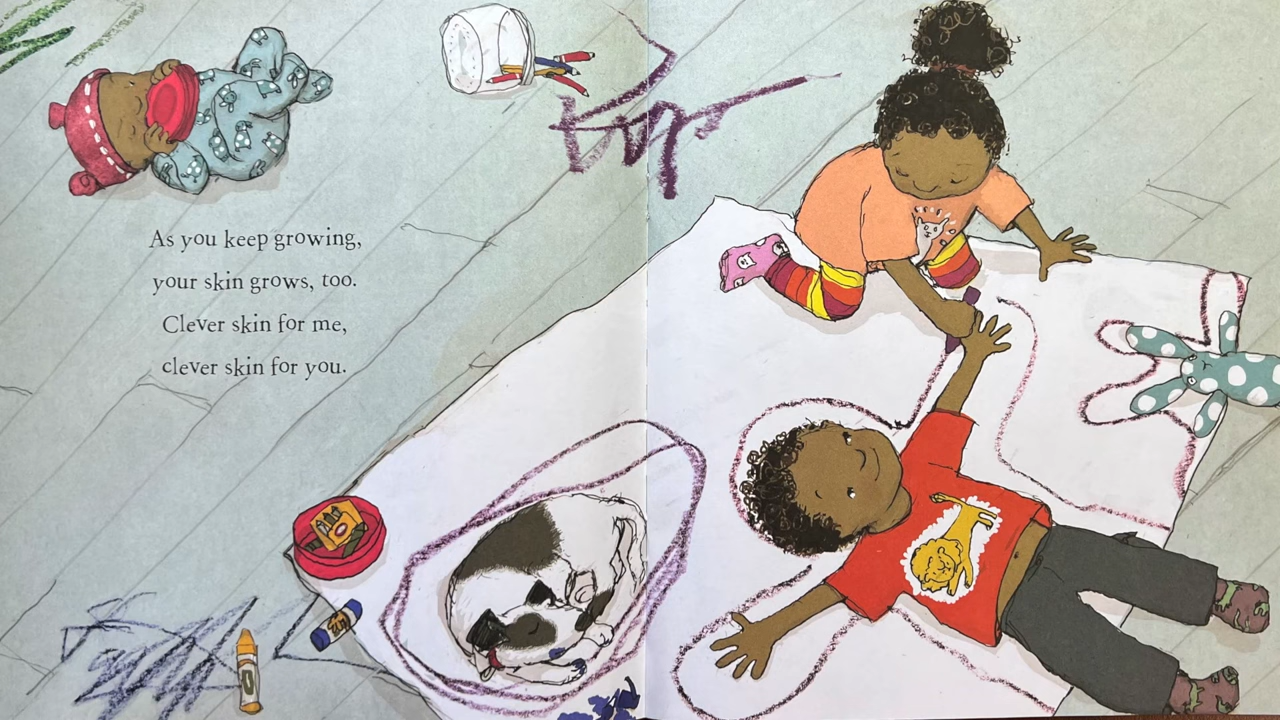 As you keep growing,
your skin grows, too.
Clever skin for me,
clever skin for you.